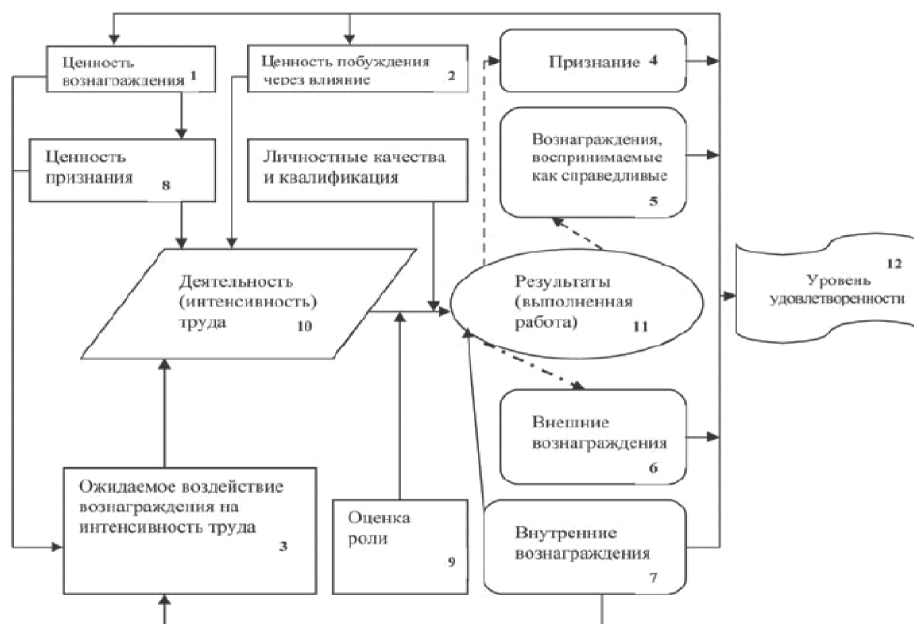 Ценность
вознаграждения 1
Ценность побуждения
через влияние 2
Признание 4
Ценность
признания
8
Личностные качества
и квалификация
Вознаграждения,
воспринимаемые
как справедливые
5
Деятельность
(интенсивность)
труда
10
Результаты
(выполненная
работа)
11
12
Уровень
удовлетворенности
Внешние
вознаграждения
6
Ожидаемое воздействие
вознаграждения на
интенсивность труда
3
Оценка
роли
9
Внутренние
вознаграждения
7